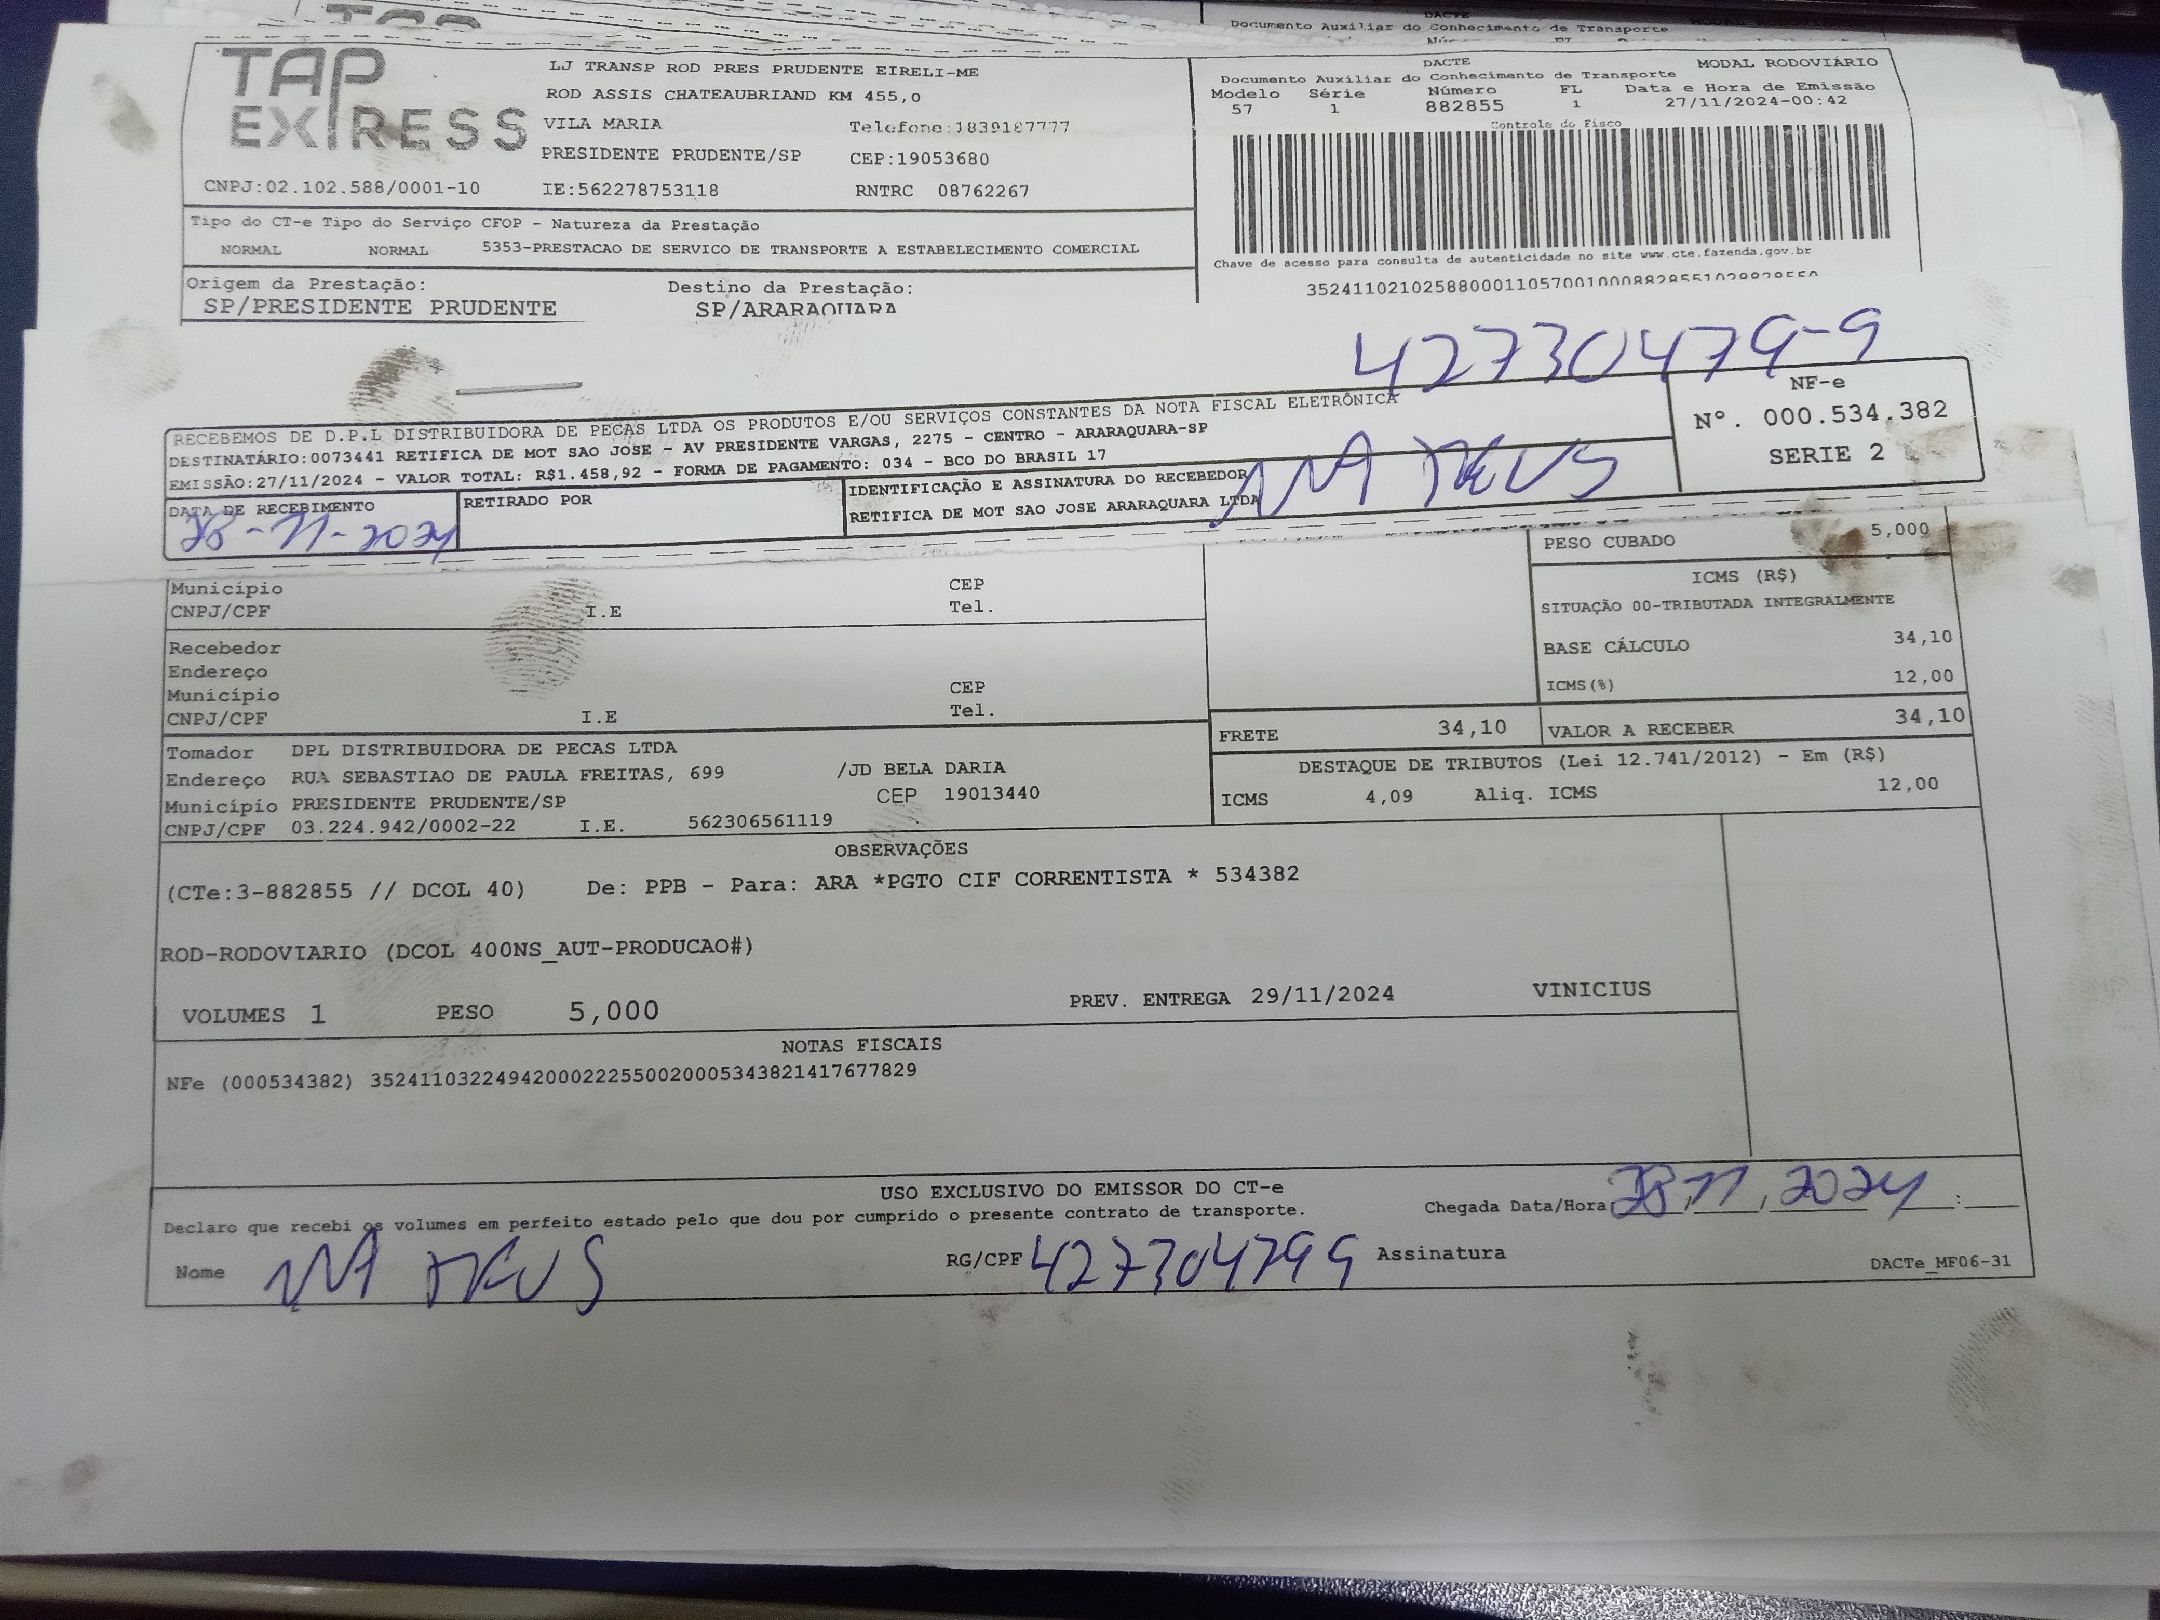 DACTE
Documento Auxiliar do Conhecimento de Transporte
TAP EXPRESS
LJ TRANSP ROD PRES PRUDENTE EIRELI-ME
ROD ASSIS CHATEAUBRIAND KM 455,0
VILA MARIA Telefone:1839187777
PRESIDENTE PRUDENTE/SP CEP:19053680
CNPJ:02.102.588/0001-10 IE:562278753118 RNTRC 08762267
DACTE MODAL RODOVIÁRIO
Documento Auxiliar do Conhecimento de Transporte
Modelo Série Número FL Data e Hora de Emissão
57 1 882855 1 27/11/2024-00:42
Controle do Fisco
Chave de acesso para consulta de autenticidade no site www.cte.fazenda.gov.br
Tipo do CT-e Tipo do Serviço CFOP - Natureza da Prestação
NORMAL NORMAL 5353-PRESTACAO DE SERVICO DE TRANSPORTE A ESTABELECIMENTO COMERCIAL
Origem da Prestação: Destino da Prestação:
SP/PRESIDENTE PRUDENTE SP/ARARAQUARA
42730479-9
RECEBEMOS DE D.P.L DISTRIBUIDORA DE PECAS LTDA OS PRODUTOS E/OU SERVIÇOS CONSTANTES DA NOTA FISCAL ELETRÔNICA
DESTINATÁRIO:0073441 RETIFICA DE MOT SAO JOSE - AV PRESIDENTE VARGAS, 2275 - CENTRO - ARARAQUARA-SP
EMISSÃO:27/11/2024 - VALOR TOTAL: R$1.458,92 - FORMA DE PAGAMENTO: 034 - BCO DO BRASIL 17
NF-e
Nº. 000.534.382
SERIE 2
DATA DE RECEBIMENTO RETIRADO POR IDENTIFICAÇÃO E ASSINATURA DO RECEBEDOR
28-11-2024 RETIFICA DE MOT SAO JOSE ARARAQUARA LTDA
MATHEUS
PESO CUBADO 5,000
Município CEP
CNPJ/CPF I.E Tel.
Recebedor
Endereço
Município CEP
CNPJ/CPF I.E Tel.
ICMS (R$)
SITUAÇÃO 00-TRIBUTADA INTEGRALMENTE
BASE CÁLCULO 34,10
ICMS(%) 12,00
FRETE 34,10 VALOR A RECEBER 34,10
DESTAQUE DE TRIBUTOS (Lei 12.741/2012) - Em (R$)
ICMS 4,09 Aliq. ICMS 12,00
Tomador DPL DISTRIBUIDORA DE PECAS LTDA
Endereço RUA SEBASTIAO DE PAULA FREITAS, 699 /JD BELA DARIA
Município PRESIDENTE PRUDENTE/SP CEP 19013440
CNPJ/CPF 03.224.942/0002-22 I.E. 562306561119
OBSERVAÇÕES
(CTe:3-882855 // DCOL 40) De: PPB - Para: ARA *PGTO CIF CORRENTISTA * 534382
ROD-RODOVIARIO (DCOL 400NS_AUT-PRODUCAO#)
VOLUMES 1 PESO 5,000 PREV. ENTREGA 29/11/2024 VINICIUS
NOTAS FISCAIS
NFe (000534382) 35241103224942000222550020005343821417677829
USO EXCLUSIVO DO EMISSOR DO CT-e
Declaro que recebi os volumes em perfeito estado pelo que dou por cumprido o presente contrato de transporte.
Chegada Data/Hora 28,11,2024 :
Nome MATHEUS RG/CPF 427304799 Assinatura
DACTe_MF06-31